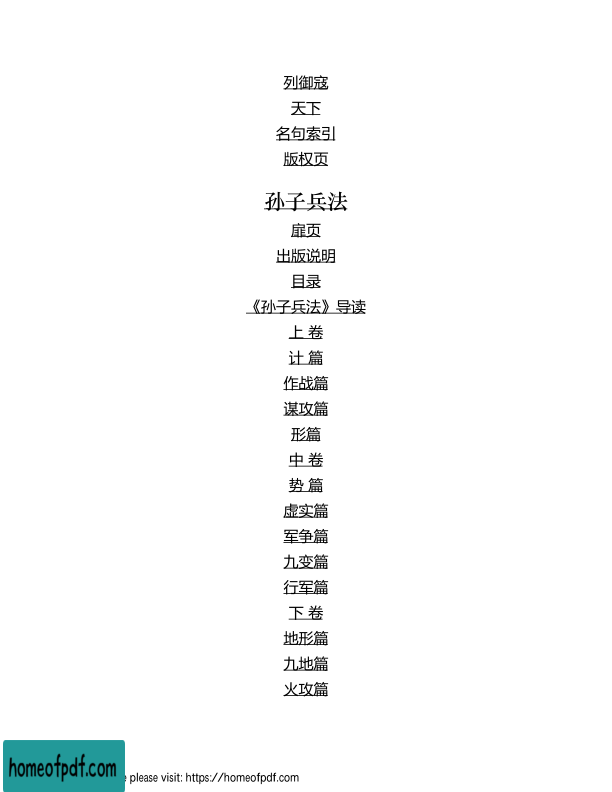 列御寇
天下
名句索引
版权页
孙子兵法
扉页
出版说明
目录
《孙子兵法》导读
上 卷
计 篇
作战篇
谋攻篇
形篇
中 卷
势 篇
虚实篇
军争篇
九变篇
行军篇
下 卷
地形篇
九地篇
火攻篇
homeofpdf.com
please visit: https://homeofpdf.com